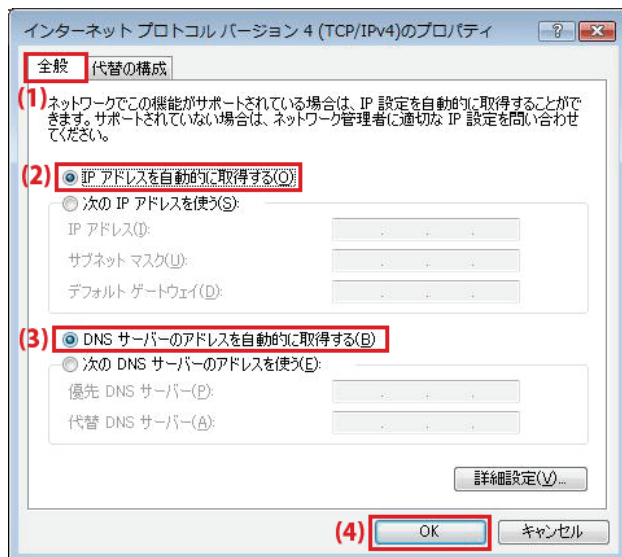 インターネット プロトコル バージョン 4 (TCP/IPv4)のプロパティ
全般 代替の構成
(1)
ネットワークでこの機能がサポートされている場合は、IP 設定を自動的に取得することがで
きます。サポートされていない場合は、ネットワーク管理者に適切な IP 設定を問い合わせ
てください。
(2) IP アドレスを自動的に取得する(O)
次の IP アドレスを使う(S):
IP アドレス(I):
サブネット マスク(U):
デフォルト ゲートウェイ(D):
(3) DNS サーバーのアドレスを自動的に取得する(B)
次の DNS サーバーのアドレスを使う(E):
優先 DNS サーバー(P):
代替 DNS サーバー(A):
詳細設定(V)...
(4) OK キャンセル